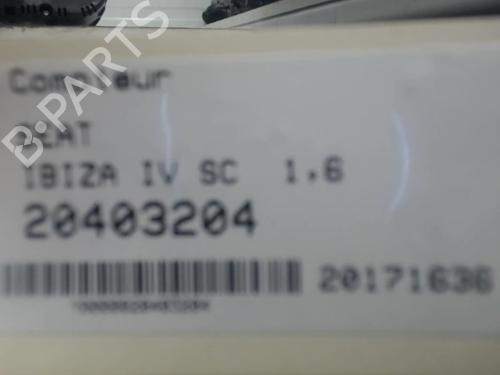 B-PARTS
Compteur
SEAT
IBIZA IV SC 1,6
20403204
20171636